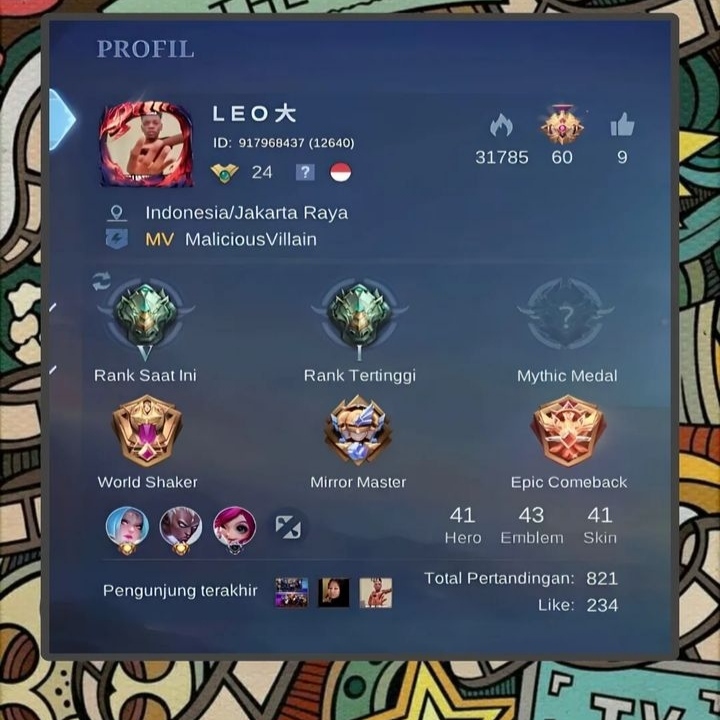 THE
PROFIL
LEO大
ID: 917968437 (12640)
24 ?
31785 60 9
Indonesia/Jakarta Raya
MV MaliciousVillain
V I ?
Rank Saat Ini Rank Tertinggi Mythic Medal
World Shaker Mirror Master Epic Comeback
41 43 41
Hero Emblem Skin
Pengunjung terakhir
Total Pertandingan: 821
Like: 234